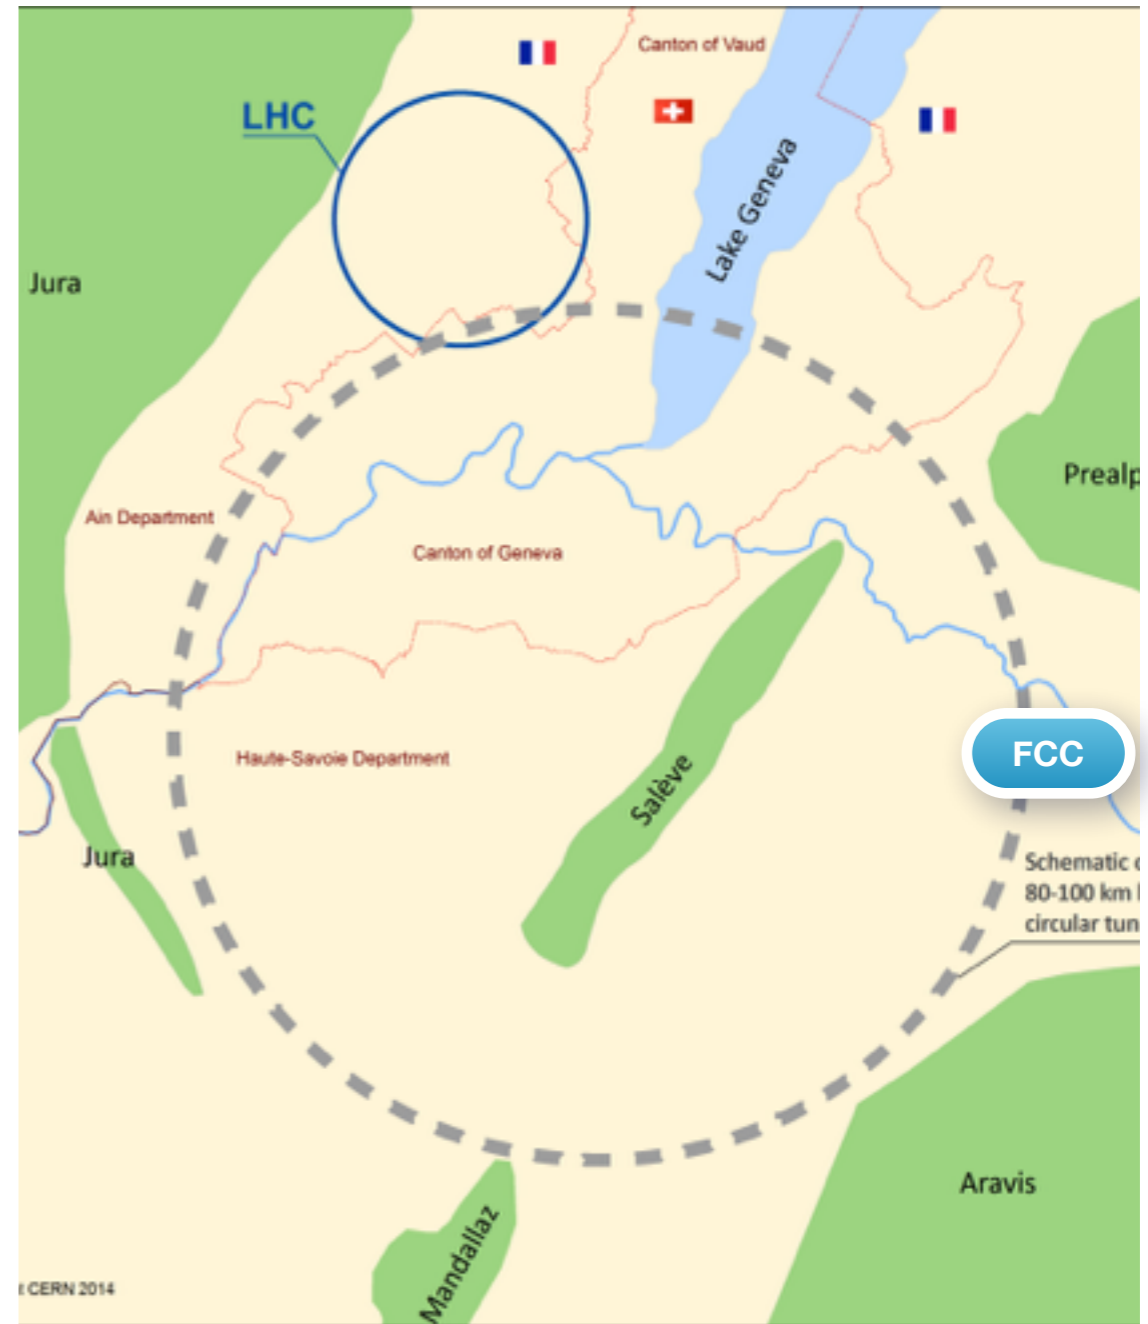 Canton of Vaud
LHC
Lake Geneva
Jura
Prealp
Ain Department
Canton of Geneva
Haute-Savoie Department
FCC
Salève
Jura
Schematic
80-100 km
circular tun
Aravis
Mandallaz
CERN 2014